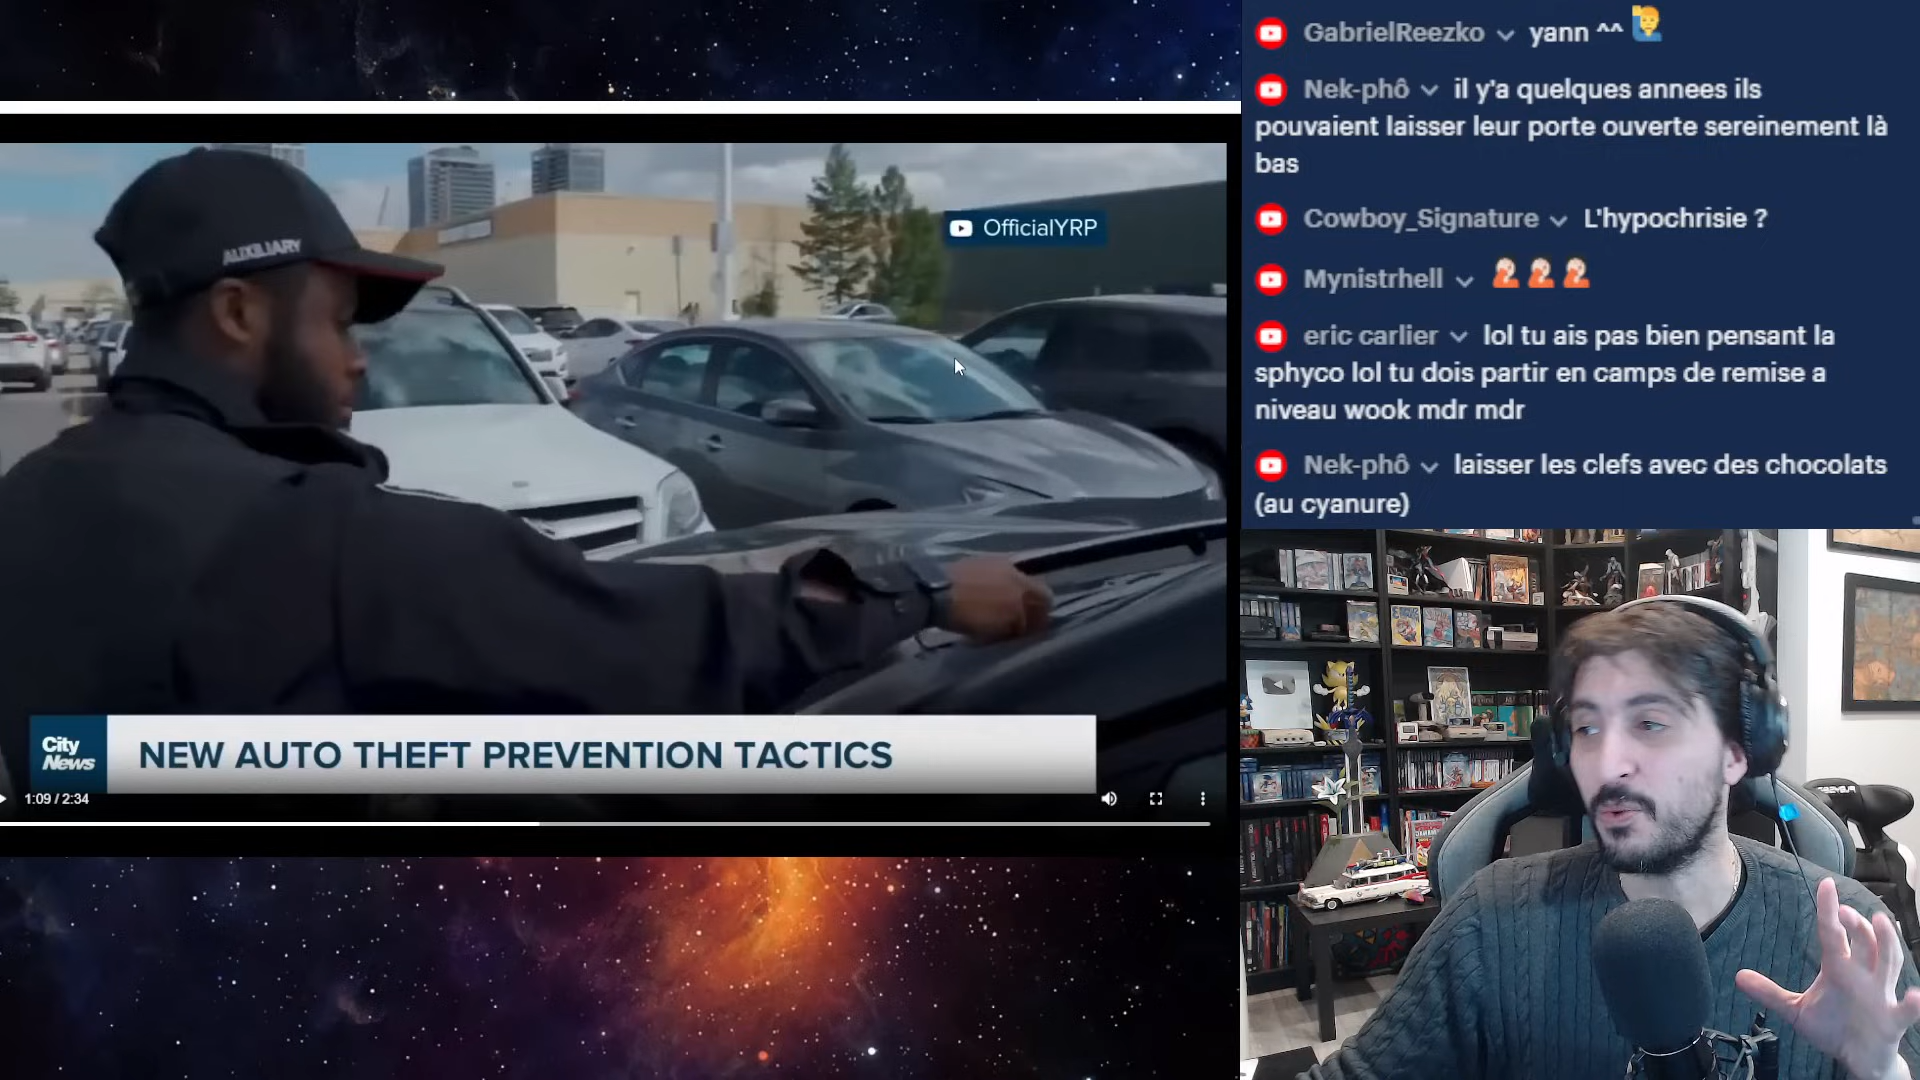 AUXILIARY
OfficialYRP
City
News
NEW AUTO THEFT PREVENTION TACTICS
1:09 / 2:34
GabrielReezko yann ^^
Nek-phô il y'a quelques annees ils
pouvaient laisser leur porte ouverte sereinement là
bas
Cowboy_Signature L'hypochrisie ?
Mynistrhell
eric carlier lol tu ais pas bien pensant la
sphyco lol tu dois partir en camps de remise a
niveau wook mdr mdr
Nek-phô laisser les clefs avec des chocolats
(au cyanure)